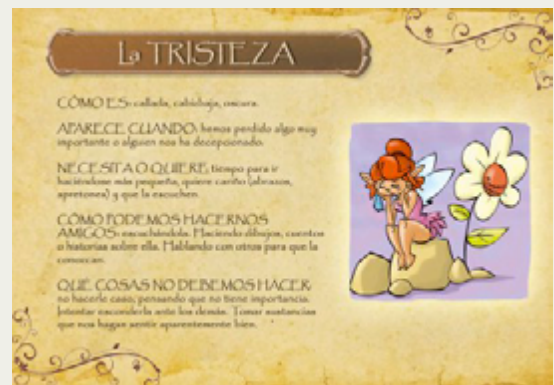 La TRISTEZA
CÓMO ES: callada, cabizbaja, oscura.
APARECE CUANDO: hemos perdido algo muy
importante o alguien nos ha decepcionado.
NECESITA O QUIERE: tiempo para ir
haciéndose más pequeña, quiere cariño (abrazos,
apretones) y que la escuchen.
CÓMO PODEMOS HACERNOS
AMIGOS: escuchándola. Haciendo dibujos, cuentos
o historias sobre ella. Hablando con otros para que la
conozcan.
QUE COSAS NO DEBEMOS HACER:
no hacerle caso, pensando que no tiene importancia.
Intentar esconderla ante los demás. Tomar sustancias
que nos hagan sentir aparentemente bien.